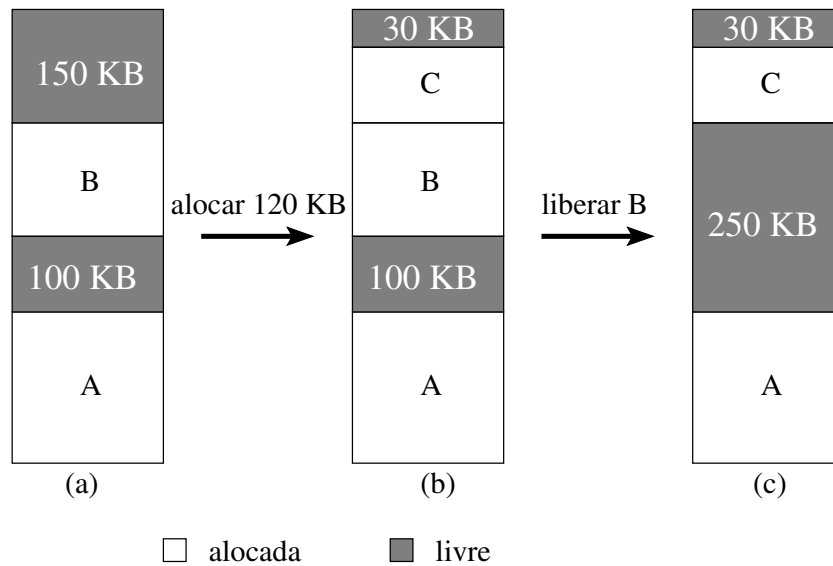 150 KB
B
100 KB
A
(a)
alocar 120 KB
30 KB
C
B
100 KB
A
(b)
liberar B
30 KB
C
250 KB
A
(c)
alocada
livre